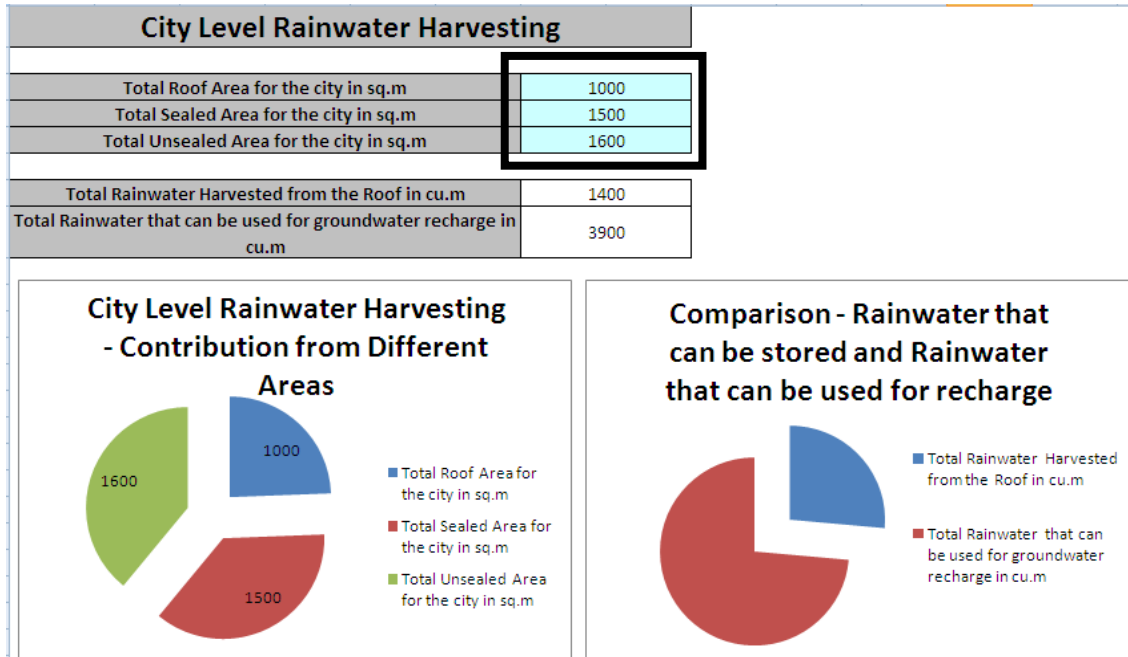 City Level Rainwater Harvesting
Total Roof Area for the city in sq.m 1000
Total Sealed Area for the city in sq.m 1500
Total Unsealed Area for the city in sq.m 1600
Total Rainwater Harvested from the Roof in cu.m 1400
Total Rainwater that can be used for groundwater recharge in
cu.m
3900
City Level Rainwater Harvesting
- Contribution from Different
Areas
1000
1600
1500
Total Roof Area for
the city in sq.m
Total Sealed Area for
the city in sq.m
Total Unsealed Area
for the city in sq.m
Comparison - Rainwater that
can be stored and Rainwater
that can be used for recharge
Total Rainwater Harvested
from the Roof in cu.m
Total Rainwater that can
be used for groundwater
recharge in cu.m